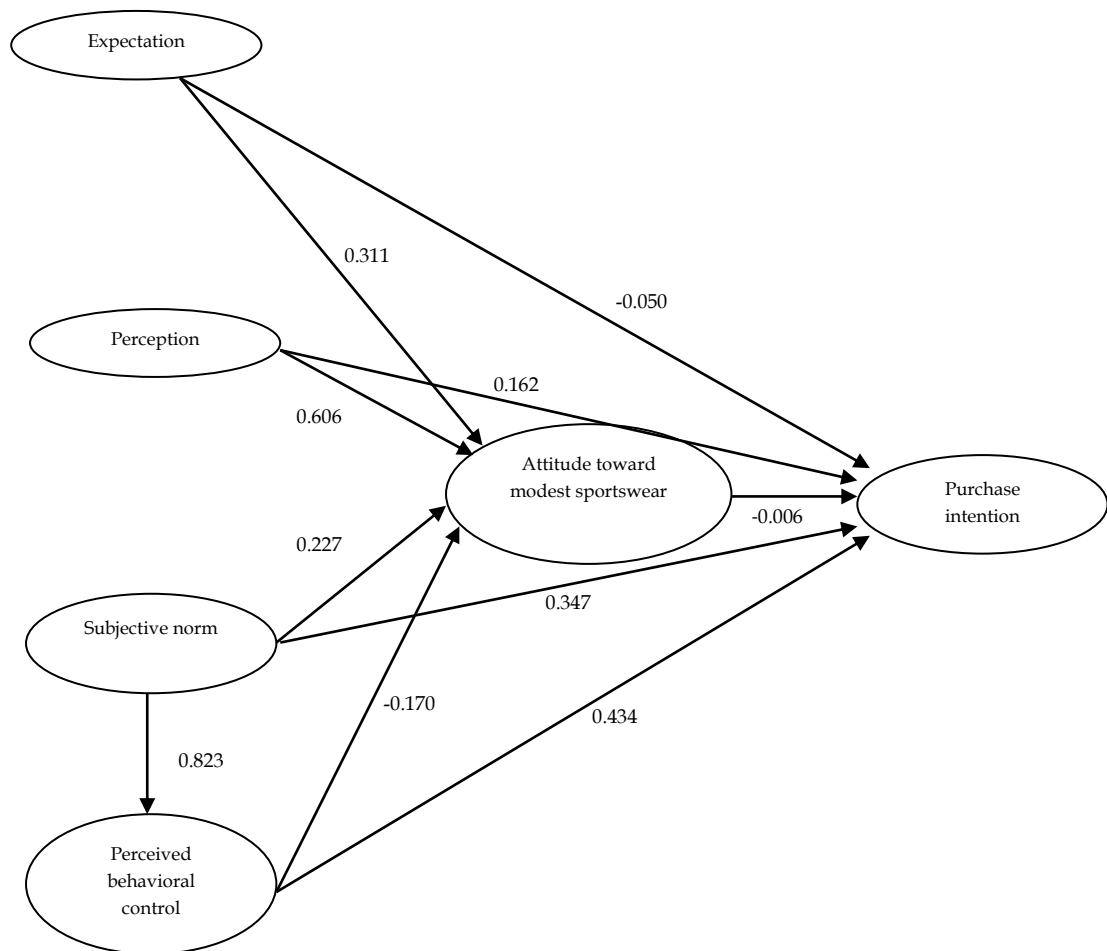 Expectation
0.311
-0.050
Perception
0.162
0.606
Attitude toward
modest sportswear
Purchase
intention
-0.006
0.227
0.347
Subjective norm
-0.170
0.434
0.823
Perceived
behavioral
control